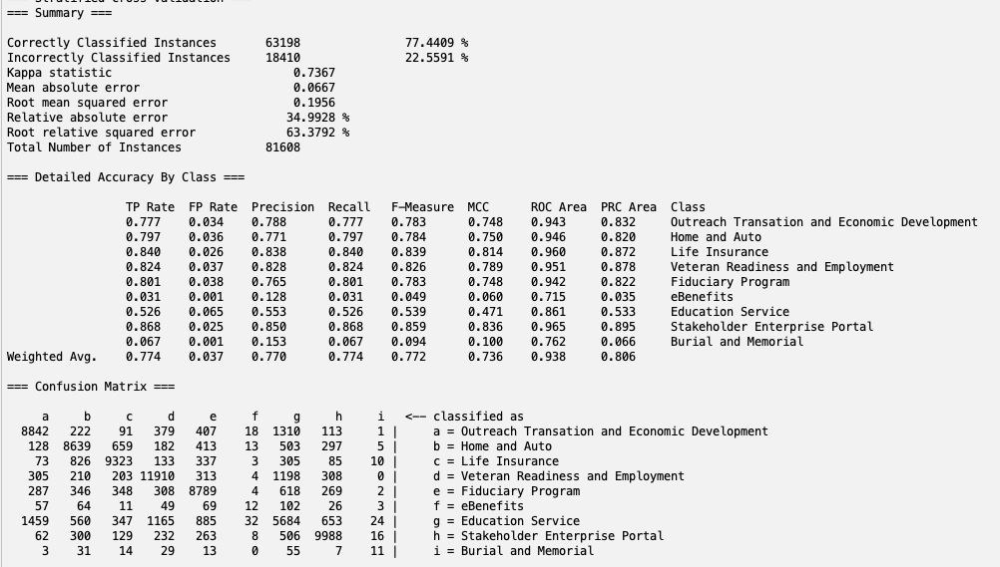 === Stratified cross-validation ===
=== Summary ===
Correctly Classified Instances 63198 77.4409 %
Incorrectly Classified Instances 18410 22.5591 %
Kappa statistic 0.7367
Mean absolute error 0.0667
Root mean squared error 0.1956
Relative absolute error 34.9928 %
Root relative squared error 63.3792 %
Total Number of Instances 81608
=== Detailed Accuracy By Class ===
TP Rate FP Rate Precision Recall F-Measure MCC ROC Area PRC Area Class
0.777 0.034 0.788 0.777 0.783 0.748 0.943 0.832 Outreach Transation and Economic Development
0.797 0.036 0.771 0.797 0.784 0.750 0.946 0.820 Home and Auto
0.840 0.026 0.838 0.840 0.839 0.814 0.960 0.872 Life Insurance
0.824 0.037 0.828 0.824 0.826 0.789 0.951 0.878 Veteran Readiness and Employment
0.801 0.038 0.765 0.801 0.783 0.748 0.942 0.822 Fiduciary Program
0.031 0.001 0.128 0.031 0.049 0.060 0.715 0.035 eBenefits
0.526 0.065 0.553 0.526 0.539 0.471 0.861 0.533 Education Service
0.868 0.025 0.850 0.868 0.859 0.836 0.965 0.895 Stakeholder Enterprise Portal
0.067 0.001 0.153 0.067 0.094 0.100 0.762 0.066 Burial and Memorial
Weighted Avg. 0.774 0.037 0.770 0.774 0.772 0.736 0.938 0.806
=== Confusion Matrix ===
a b c d e f g h i <-- classified as
8842 222 91 379 407 18 1310 113 1 | a = Outreach Transation and Economic Development
128 8639 659 182 413 13 503 297 5 | b = Home and Auto
73 826 9323 133 337 3 305 85 10 | c = Life Insurance
305 210 203 11910 313 4 1198 308 0 | d = Veteran Readiness and Employment
287 346 348 308 8789 4 618 269 2 | e = Fiduciary Program
57 64 11 49 69 12 102 26 3 | f = eBenefits
1459 560 347 1165 885 32 5684 653 24 | g = Education Service
62 300 129 232 263 8 506 9988 16 | h = Stakeholder Enterprise Portal
3 31 14 29 13 0 55 7 11 | i = Burial and Memorial